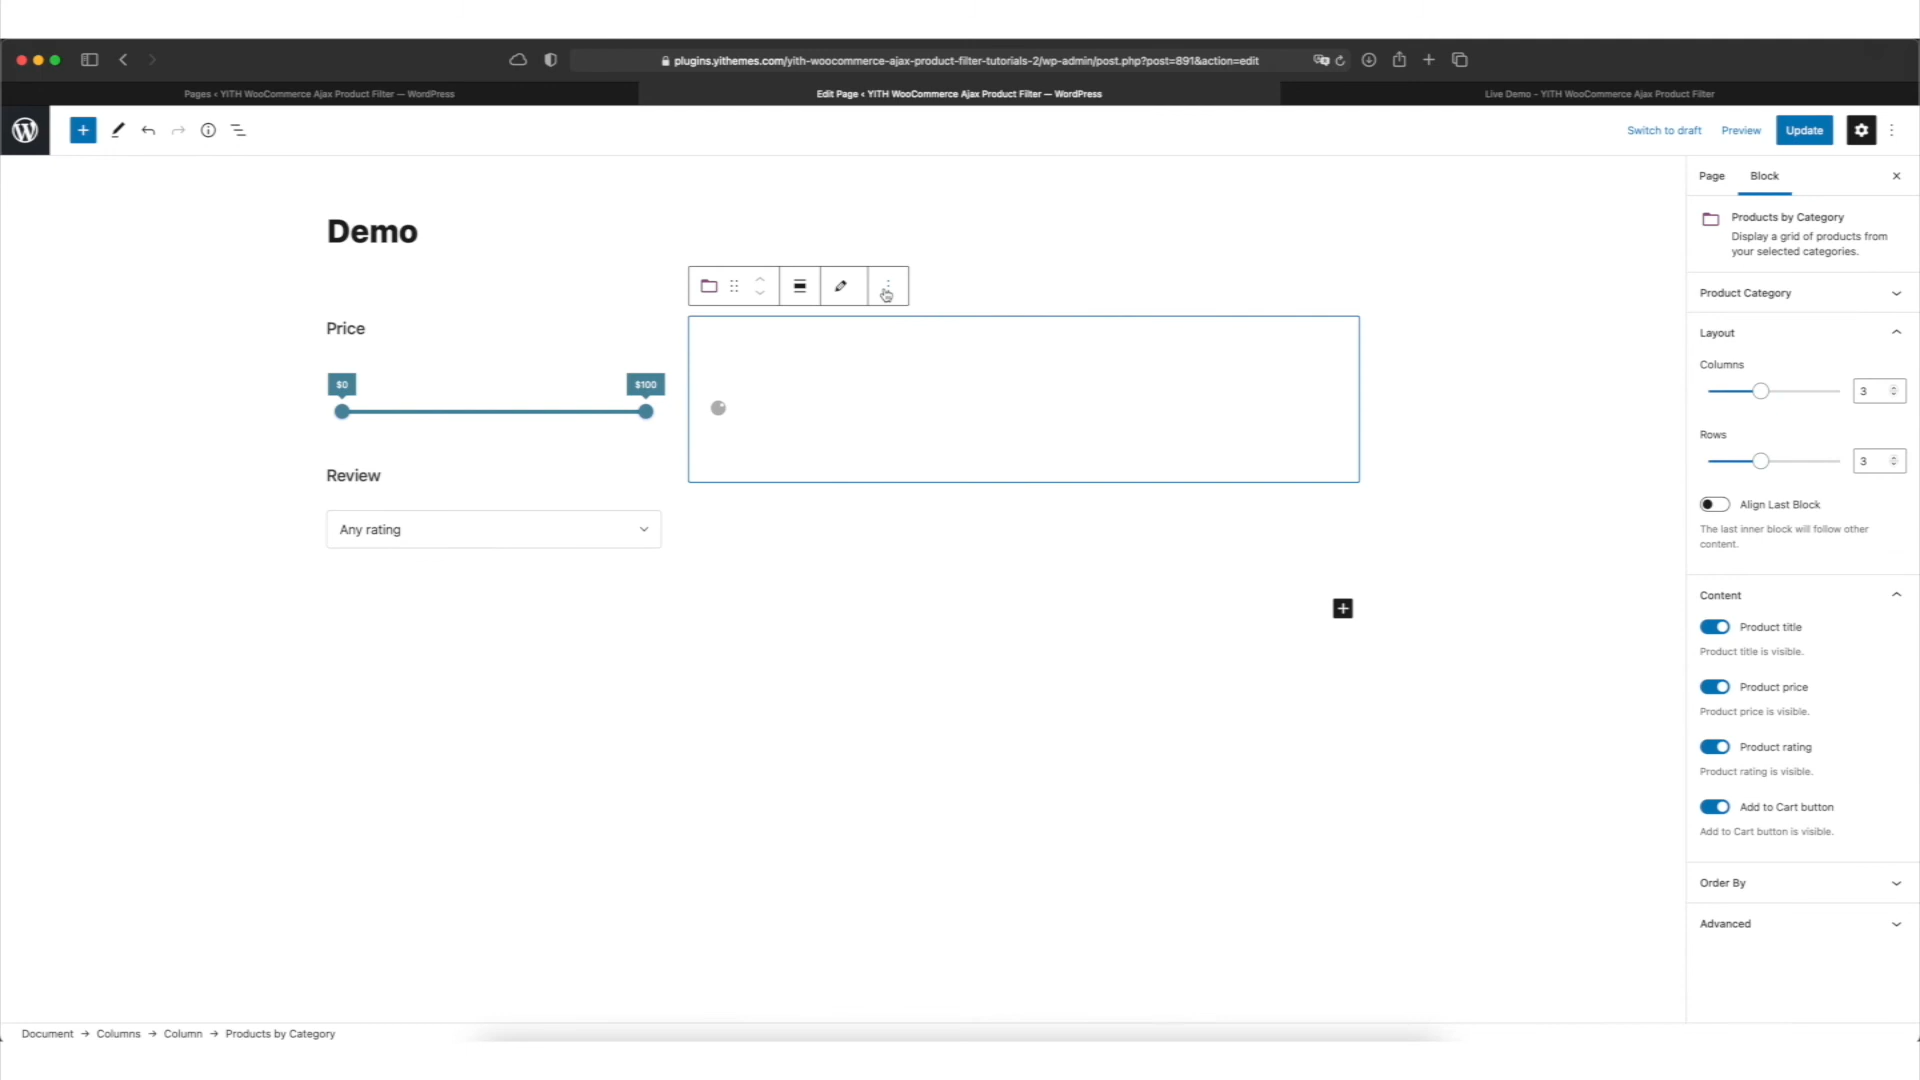 plugins.yithemes.com/yith-woocommerce-ajax-product-filter-tutorials-2/wp-admin/post.php?post=891&action=edit
Pages < YITH WooCommerce Ajax Product Filter — WordPress
Edit Page < YITH WooCommerce Ajax Product Filter — WordPress
Live Demo – YITH WooCommerce Ajax Product Filter
Switch to draft
Preview
Update
Page
Block
Demo
Products by Category
Display a grid of products from
your selected categories.
Product Category
Price
Layout
Columns
$0
$100
3
Rows
3
Review
Align Last Block
The last inner block will follow other
content.
Any rating
Content
Product title
Product title is visible.
Product price
Product price is visible.
Product rating
Product rating is visible.
Add to Cart button
Add to Cart button is visible.
Order By
Advanced
Document → Columns → Column → Products by Category